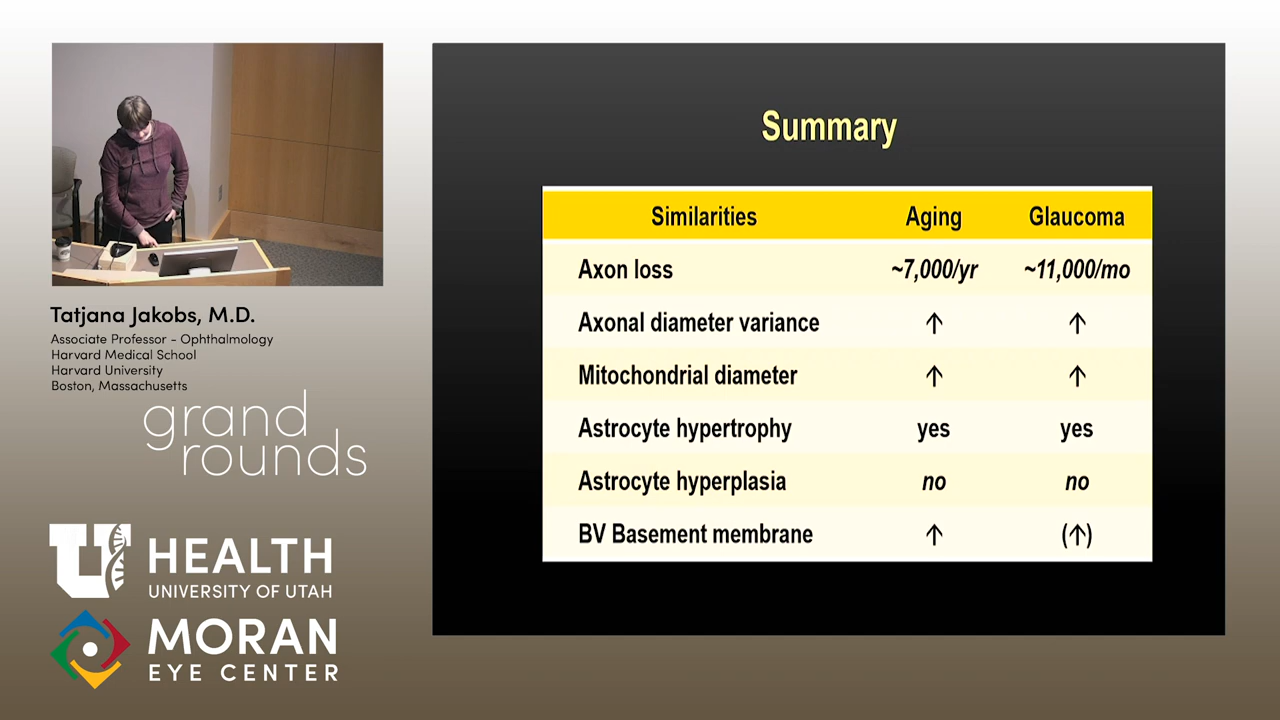 Tatjana Jakobs, M.D.
Associate Professor - Ophthalmology
Harvard Medical School
Harvard University
Boston, Massachusetts
grand
rounds
U HEALTH
UNIVERSITY OF UTAH
MORAN
EYE CENTER
Summary
Similarities Aging Glaucoma
Axon loss ~7,000/yr ~11,000/mo
Axonal diameter variance ↑ ↑
Mitochondrial diameter ↑ ↑
Astrocyte hypertrophy yes yes
Astrocyte hyperplasia no no
BV Basement membrane ↑ (↑)